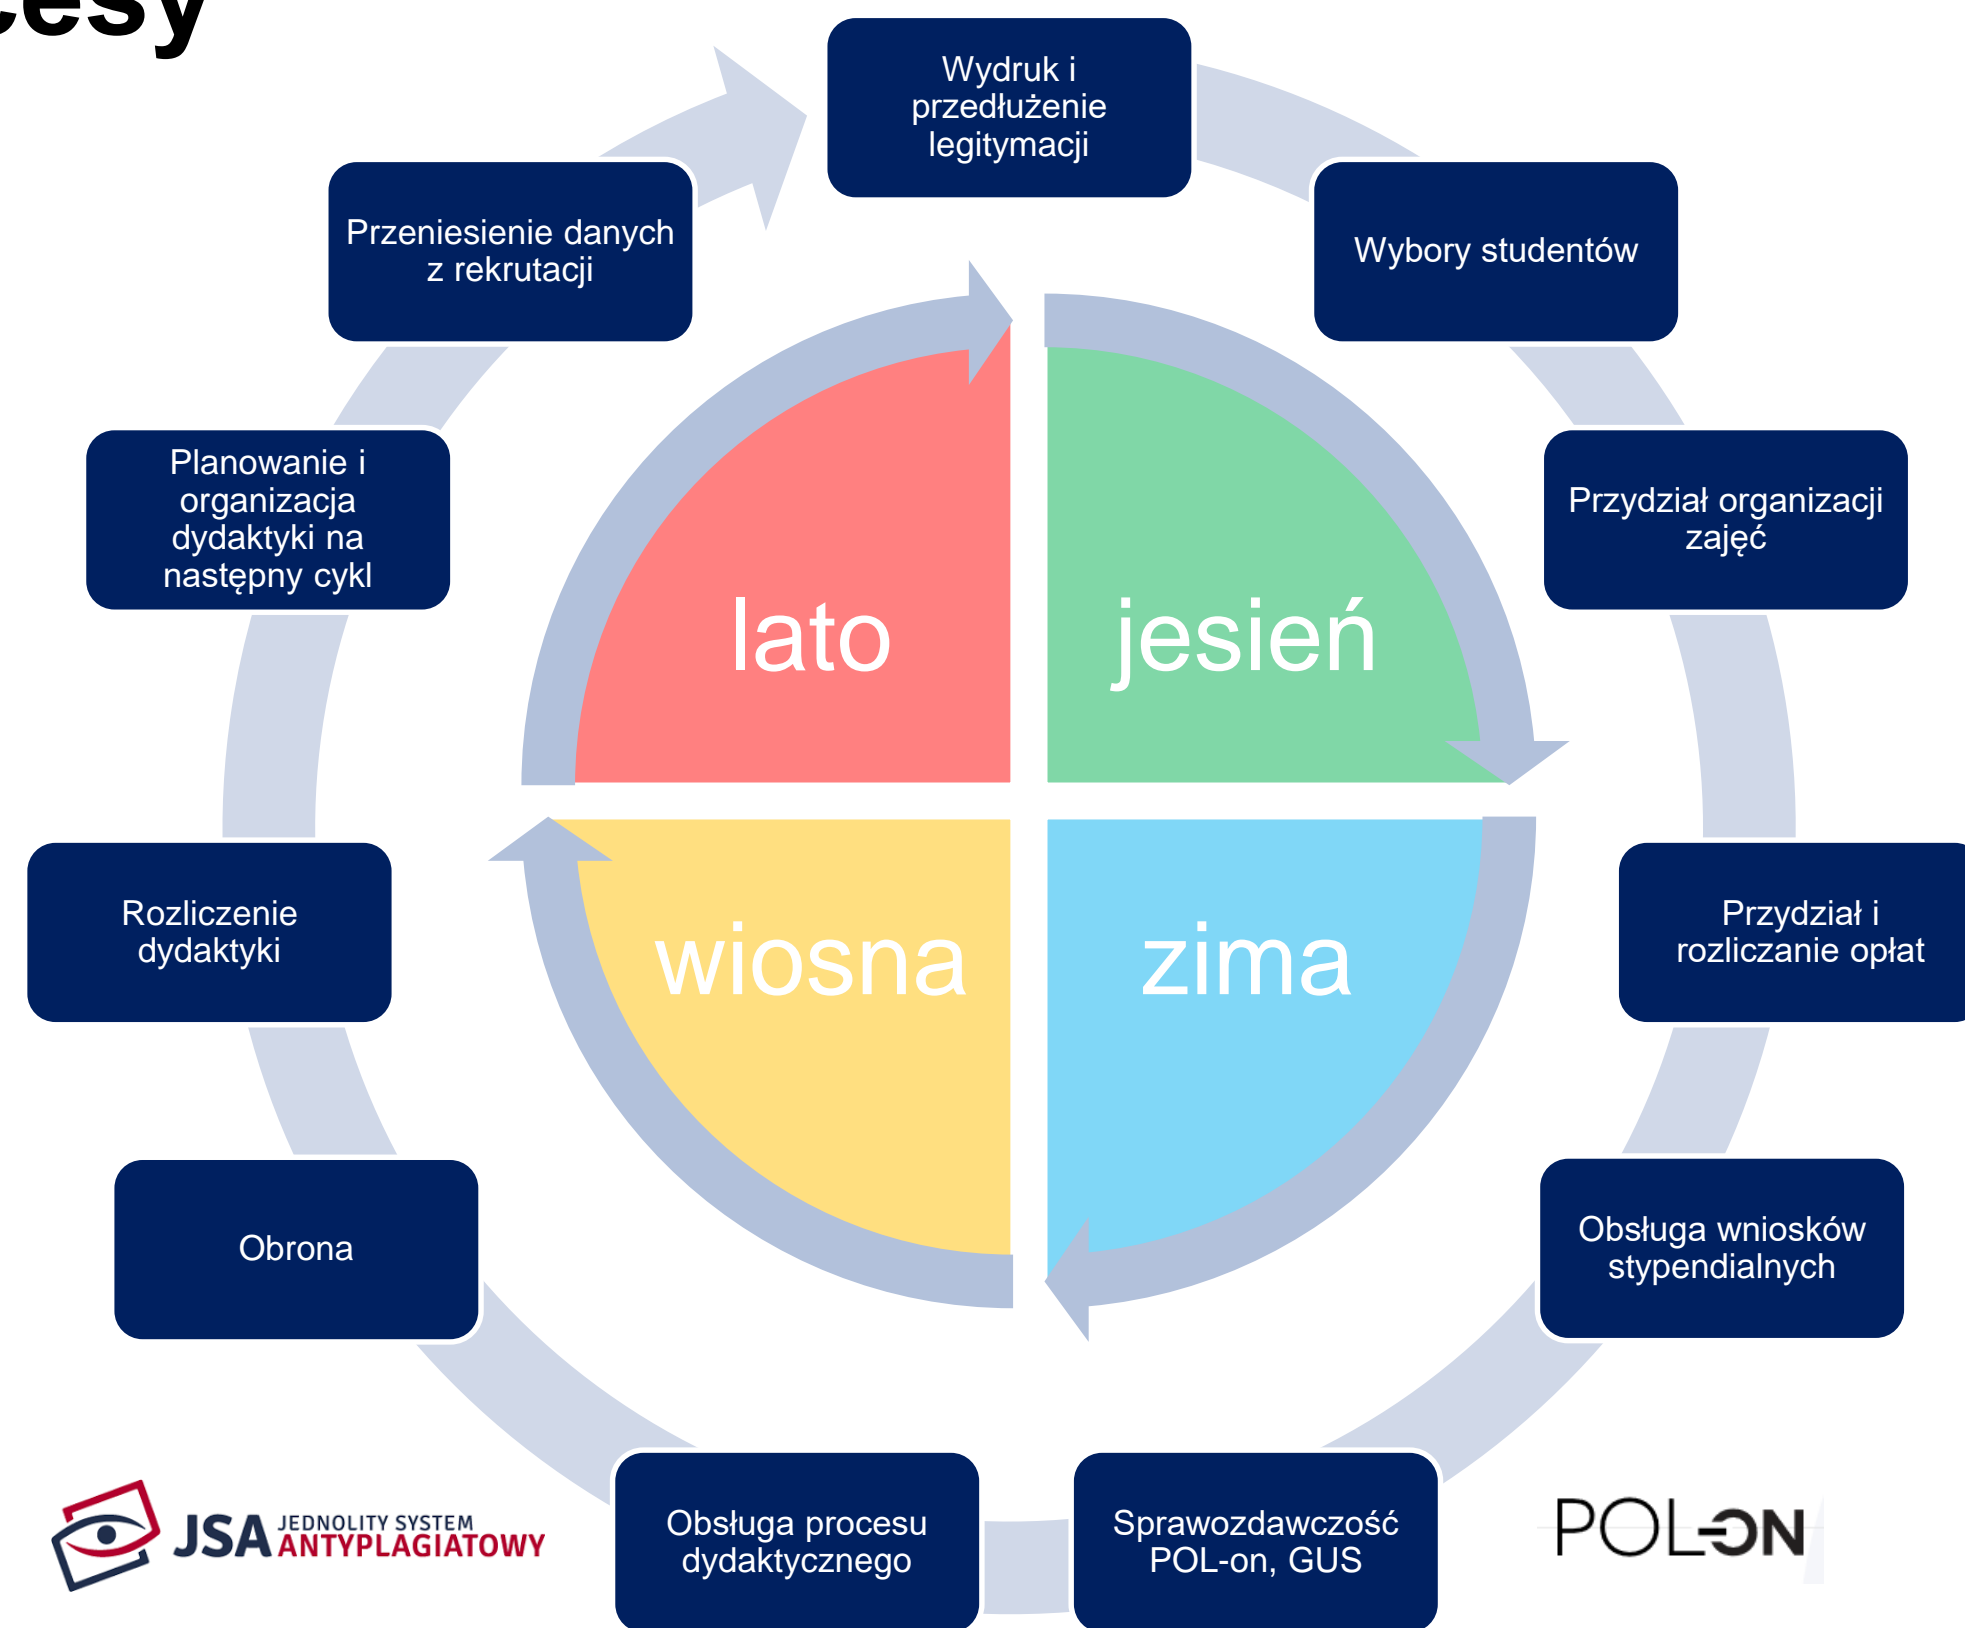 cesy
Wydruk i
przedłużenie
legitymacji
Wybory studentów
Przydział organizacji
zajęć
Przydział i
rozliczanie opłat
Obsługa wniosków
stypendialnych
Sprawozdawczość
POL-on, GUS
Obsługa procesu
dydaktycznego
Obrona
Rozliczenie
dydaktyki
Planowanie i
organizacja
dydaktyki na
następny cykl
Przeniesienie danych
z rekrutacji
lato
jesień
wiosna
zima
JSA JEDNOLITY SYSTEM
ANTYPLAGIATOWY
POL-ON